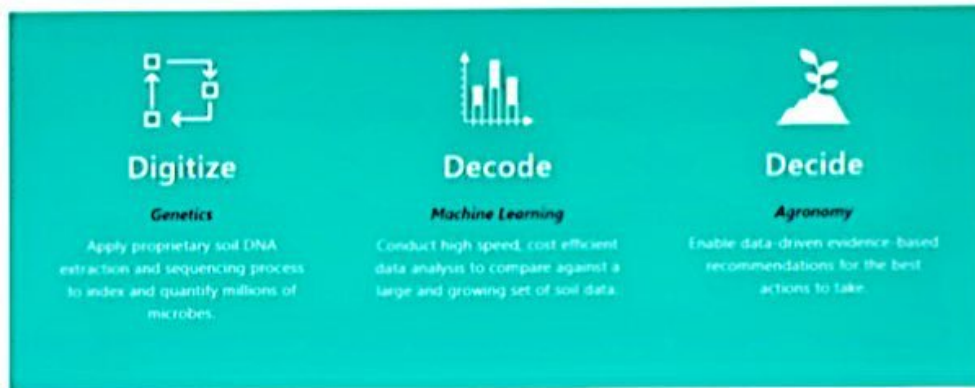 Digitize
Genetics
Apply proprietary soil DNA
extraction and sequencing process
to index and quantify millions of
microbes.
Decode
Machine Learning
Conduct high speed, cost efficient
data analysis to compare against a
large and growing set of soil data.
Decide
Agronomy
Enable data-driven evidence-based
recommendations for the best
actions to take.